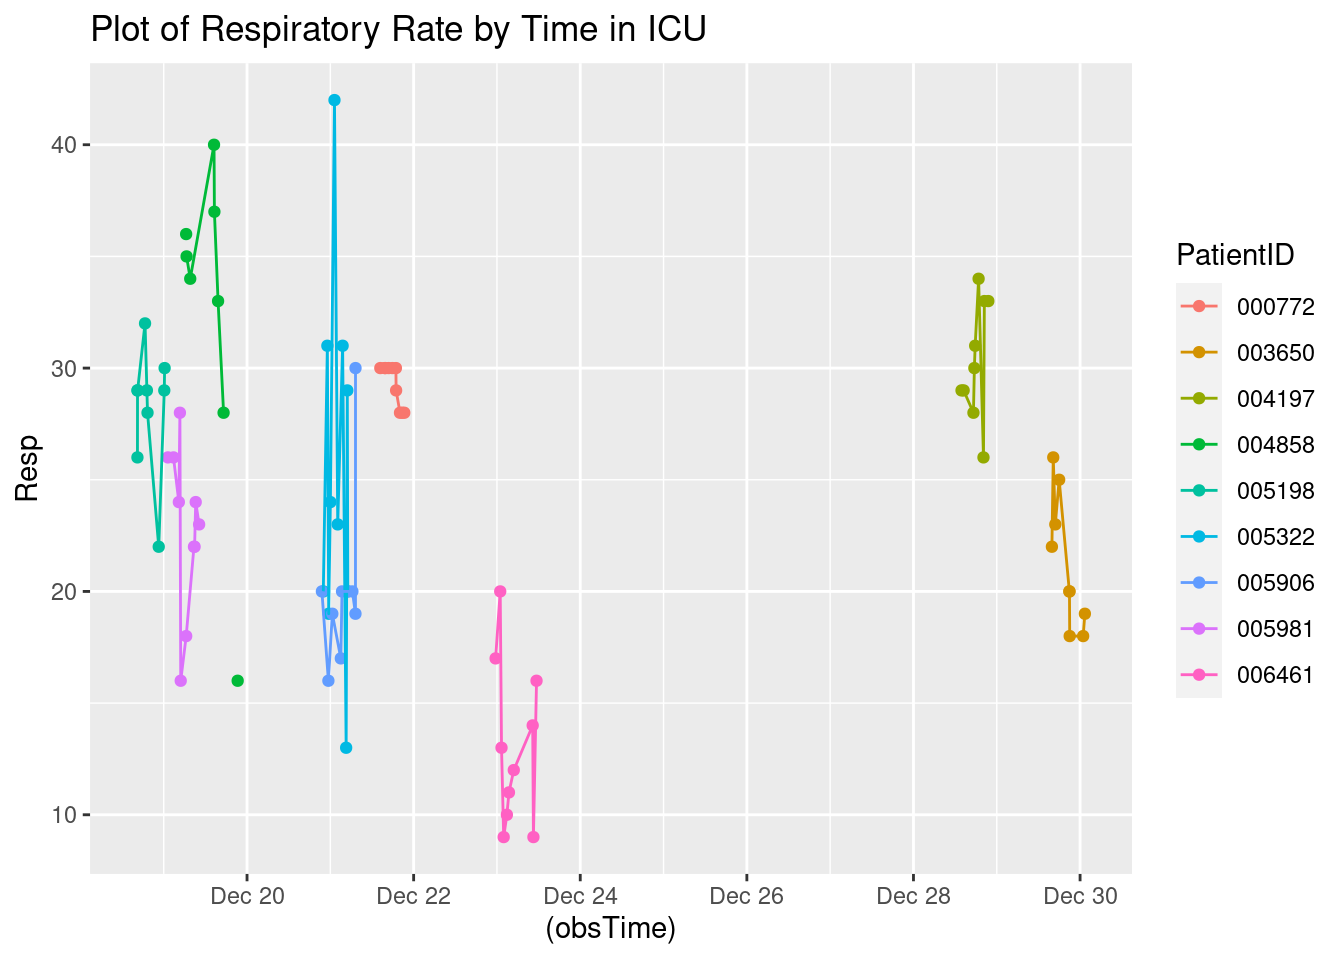 Plot of Respiratory Rate by Time in ICU
Resp
40
30
20
10
Dec 20
Dec 22
Dec 24
Dec 26
Dec 28
Dec 30
(obsTime)
PatientID
000772
003650
004197
004858
005198
005322
005906
005981
006461